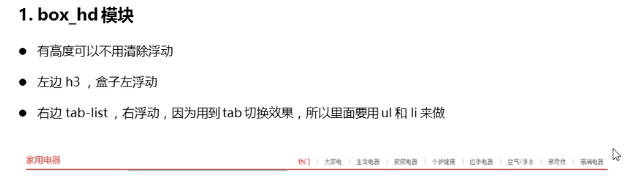 1. box_hd 模块
● 有高度可以不用清除浮动
● 左边 h3 ，盒子左浮动
● 右边 tab-list ，右浮动，因为用到 tab 切换效果，所以里面要用 ul 和 li 来做
家用电器 热门 | 大家电 | 生活电器 | 厨房电器 | 个护健康 | 应季电器 | 空气/净水 | 新奇特 | 高端电器